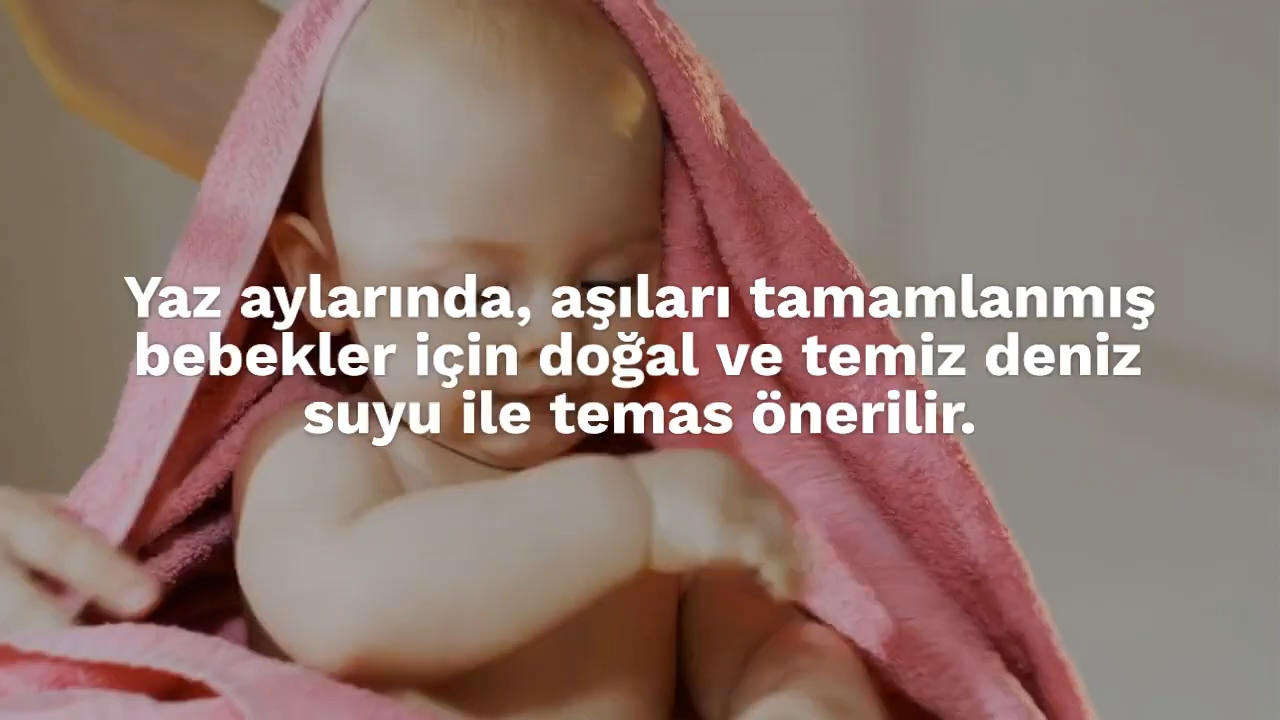 Yaz aylarında, aşıları tamamlanmış
bebekler için doğal ve temiz deniz
suyu ile temas önerilir.